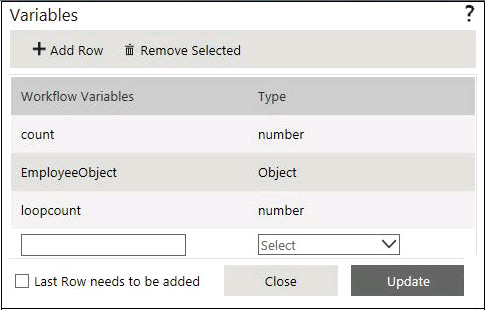 Variables ?
Add Row Remove Selected
Workflow Variables Type
count number
EmployeeObject Object
loopcount number
Select
Last Row needs to be added Close Update